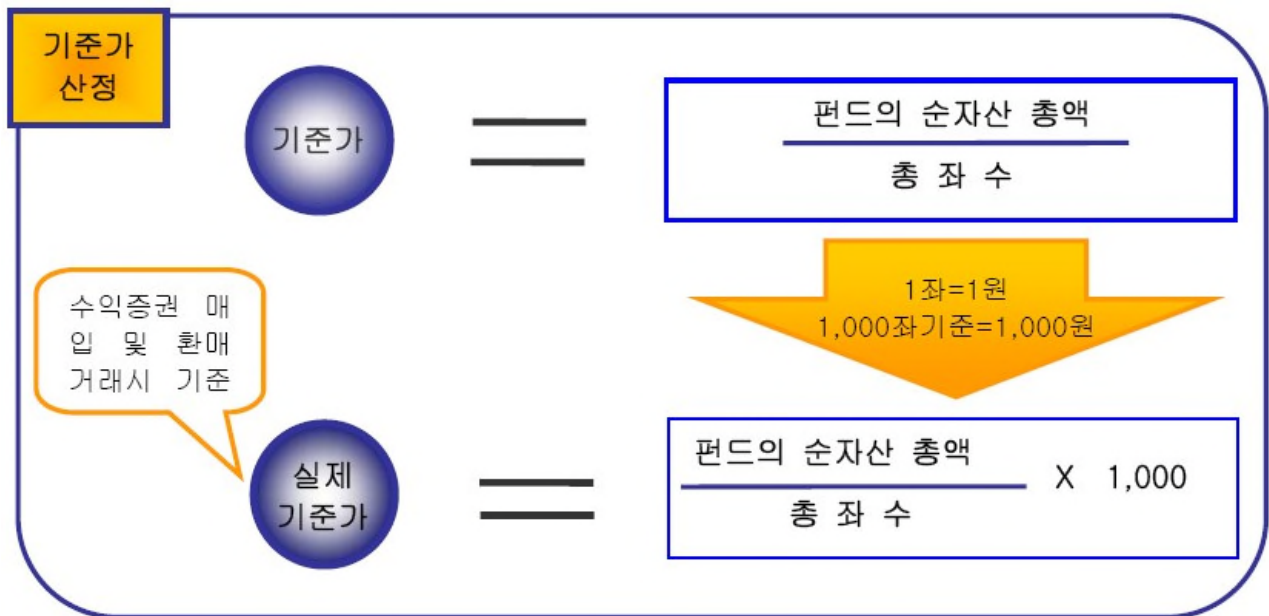 기준가
산정
기준가
펀드의 순자산 총액
총 좌 수
1좌=1원
1,000좌기준=1,000원
수익증권 매
입 및 환매
거래시 기준
실제
기준가
펀드의 순자산 총액
총 좌 수
X 1,000